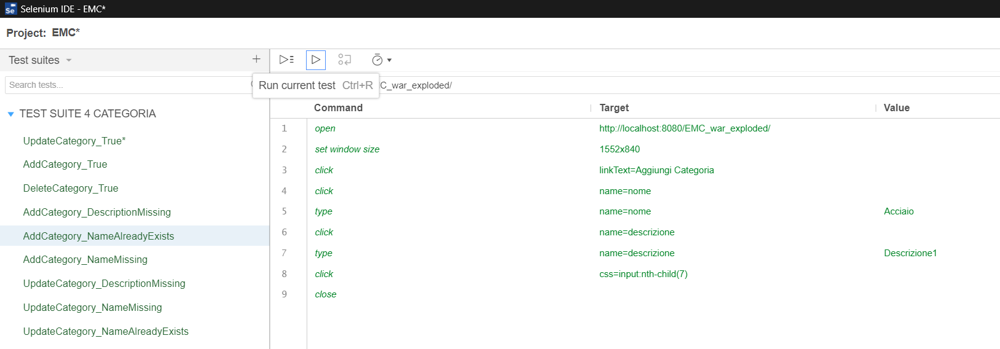 Selenium IDE - EMC*
Project: EMC*
Test suites
Search tests...
Run current test Ctrl+R
C_war_exploded/
TEST SUITE 4 CATEGORIA
UpdateCategory_True*
AddCategory_True
DeleteCategory_True
AddCategory_DescriptionMissing
AddCategory_NameAlreadyExists
AddCategory_NameMissing
UpdateCategory_DescriptionMissing
UpdateCategory_NameMissing
UpdateCategory_NameAlreadyExists
Command Target Value
1 open http://localhost:8080/EMC_war_exploded/
2 set window size 1552x840
3 click linkText=Aggiungi Categoria
4 click name=nome
5 type name=nome Acciaio
6 click name=descrizione
7 type name=descrizione Descrizione1
8 click css=input:nth-child(7)
9 close